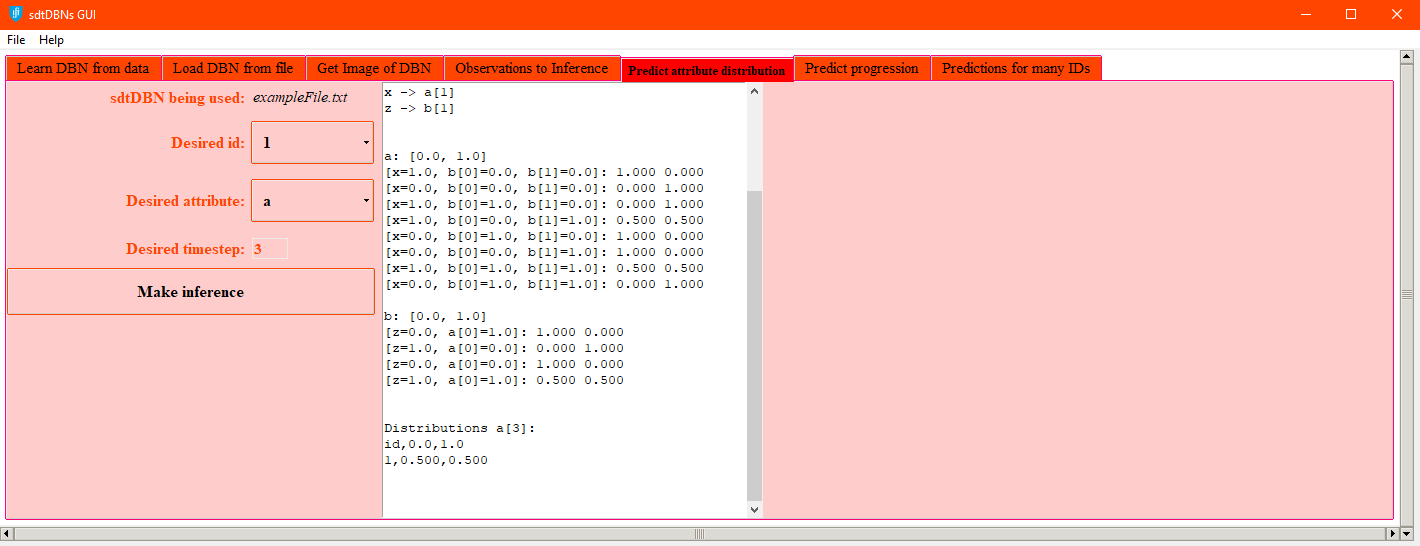 sdtDBNs GUI
File Help
Learn DBN from data Load DBN from file Get Image of DBN Observations to Inference Predict attribute distribution Predict progression Predictions for many IDs
sdtDBN being used: exampleFile.txt
Desired id: 1
Desired attribute: a
Desired timestep: 3
Make inference
x -> a[1]
z -> b[1]
a: [0.0, 1.0]
[x=1.0, b[0]=0.0, b[1]=0.0]: 1.000 0.000
[x=0.0, b[0]=0.0, b[1]=0.0]: 0.000 1.000
[x=1.0, b[0]=1.0, b[1]=0.0]: 0.000 1.000
[x=1.0, b[0]=0.0, b[1]=1.0]: 0.500 0.500
[x=0.0, b[0]=1.0, b[1]=0.0]: 1.000 0.000
[x=0.0, b[0]=0.0, b[1]=1.0]: 1.000 0.000
[x=1.0, b[0]=1.0, b[1]=1.0]: 0.500 0.500
[x=0.0, b[0]=1.0, b[1]=1.0]: 0.000 1.000
b: [0.0, 1.0]
[z=0.0, a[0]=1.0]: 1.000 0.000
[z=1.0, a[0]=0.0]: 0.000 1.000
[z=0.0, a[0]=0.0]: 1.000 0.000
[z=1.0, a[0]=1.0]: 0.500 0.500
Distributions a[3]:
id,0.0,1.0
1,0.500,0.500